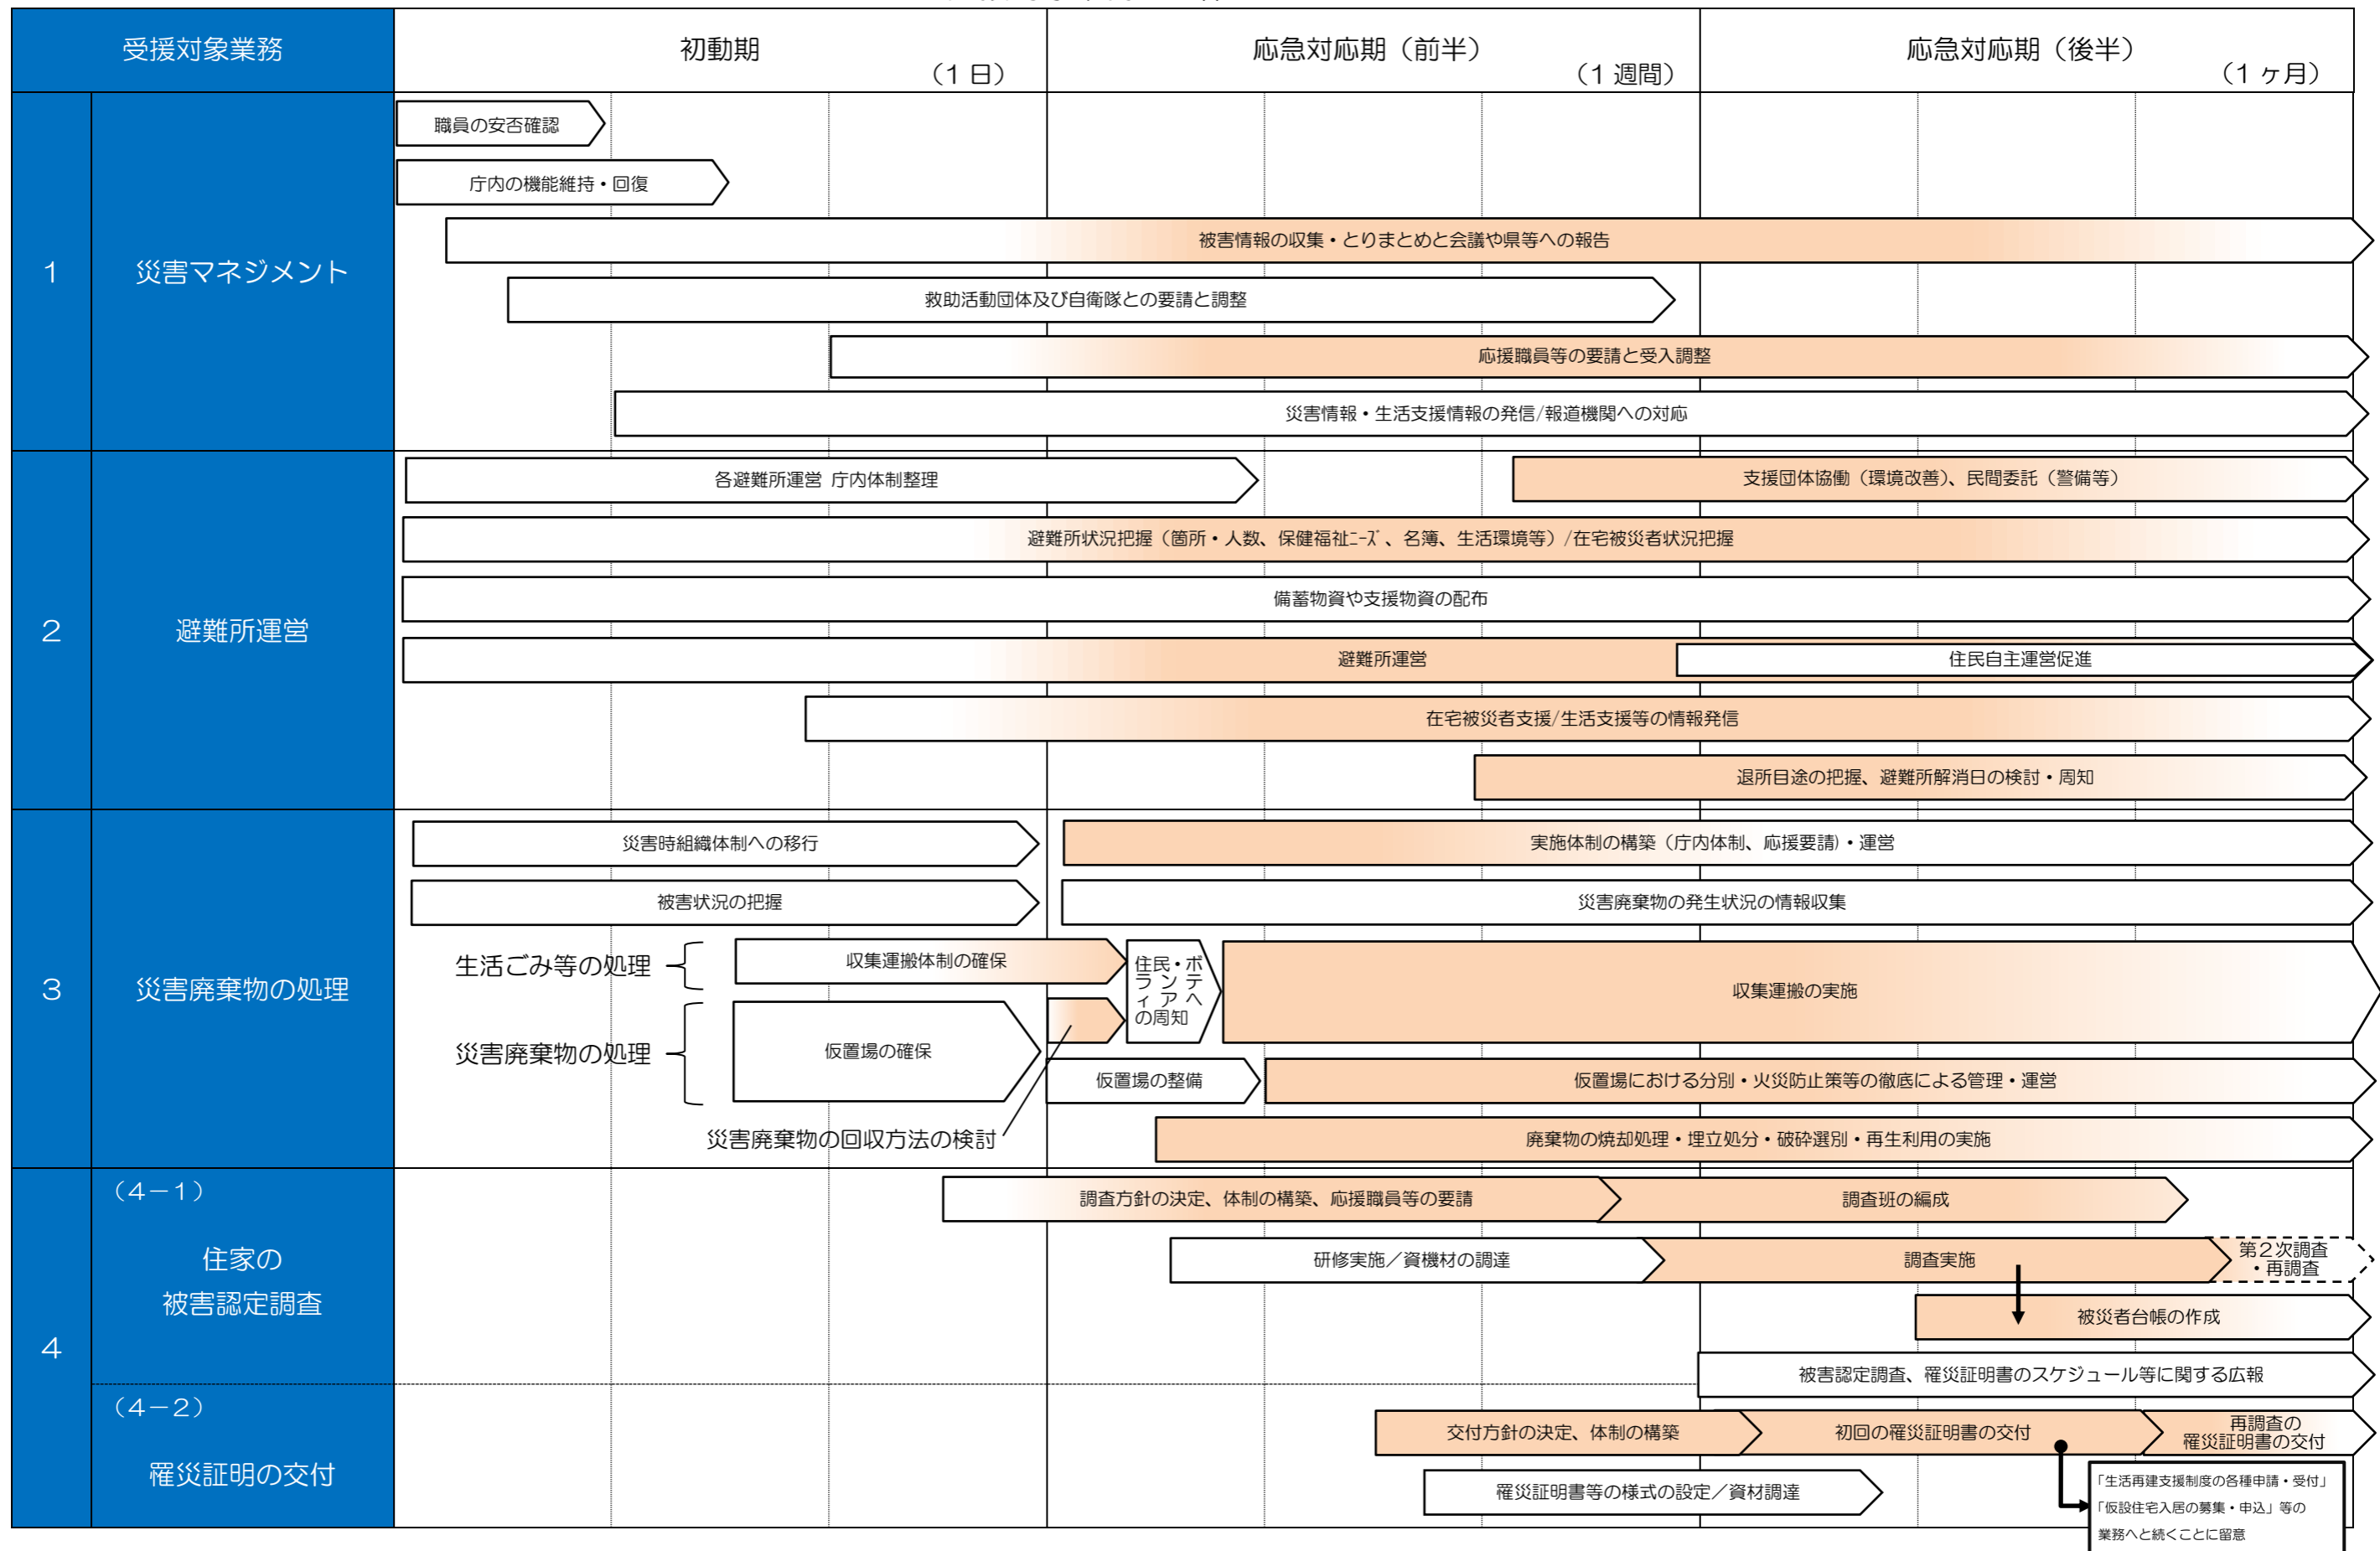 受援対象業務
初動期
（1日）
応急対応期（前半）
（1週間）
応急対応期（後半）
（1ヶ月）
1
災害マネジメント
職員の安否確認
庁内の機能維持・回復
被害情報の収集・とりまとめと会議や県等への報告
救助活動団体及び自衛隊との要請と調整
応援職員等の要請と受入調整
災害情報・生活支援情報の発信/報道機関への対応
2
避難所運営
各避難所運営 庁内体制整理
支援団体協働（環境改善）、民間委託（警備等）
避難所状況把握（箇所・人数、保健福祉ﾆｰｽﾞ、名簿、生活環境等）/在宅被災者状況把握
備蓄物資や支援物資の配布
避難所運営
住民自主運営促進
在宅被災者支援/生活支援等の情報発信
退所目途の把握、避難所解消日の検討・周知
3
災害廃棄物の処理
災害時組織体制への移行
実施体制の構築（庁内体制、応援要請）・運営
被害状況の把握
災害廃棄物の発生状況の情報収集
生活ごみ等の処理
収集運搬体制の確保
住民・ボ
ランテ
ィアへ
の周知
収集運搬の実施
災害廃棄物の処理
仮置場の確保
仮置場の整備
仮置場における分別・火災防止策等の徹底による管理・運営
災害廃棄物の回収方法の検討
廃棄物の焼却処理・埋立処分・破砕選別・再生利用の実施
4
（4－1）
住家の
被害認定調査
調査方針の決定、体制の構築、応援職員等の要請
調査班の編成
研修実施／資機材の調達
調査実施
第２次調査
・再調査
被災者台帳の作成
被害認定調査、罹災証明書のスケジュール等に関する広報
（4－2）
罹災証明の交付
交付方針の決定、体制の構築
初回の罹災証明書の交付
再調査の
罹災証明書の交付
罹災証明書等の様式の設定／資材調達
「生活再建支援制度の各種申請・受付」
「仮設住宅入居の募集・申込」等の
業務へと続くことに留意